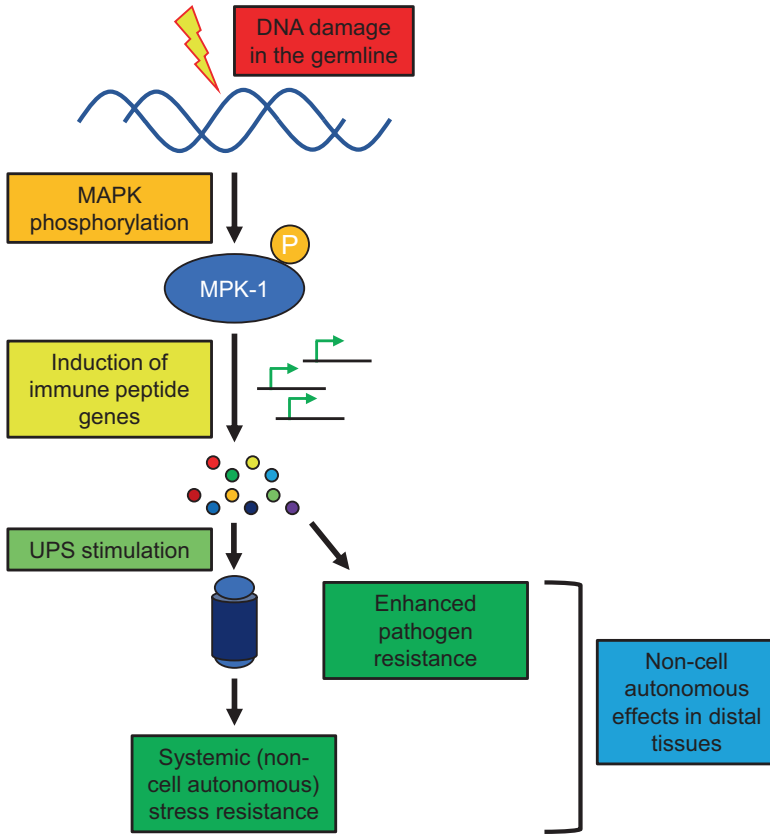 DNA damage
in the germline
MAPK
phosphorylation
P
MPK-1
Induction of
immune peptide
genes
UPS stimulation
Enhanced
pathogen
resistance
Non-cell
autonomous
effects in distal
tissues
Systemic (non-
cell autonomous)
stress resistance